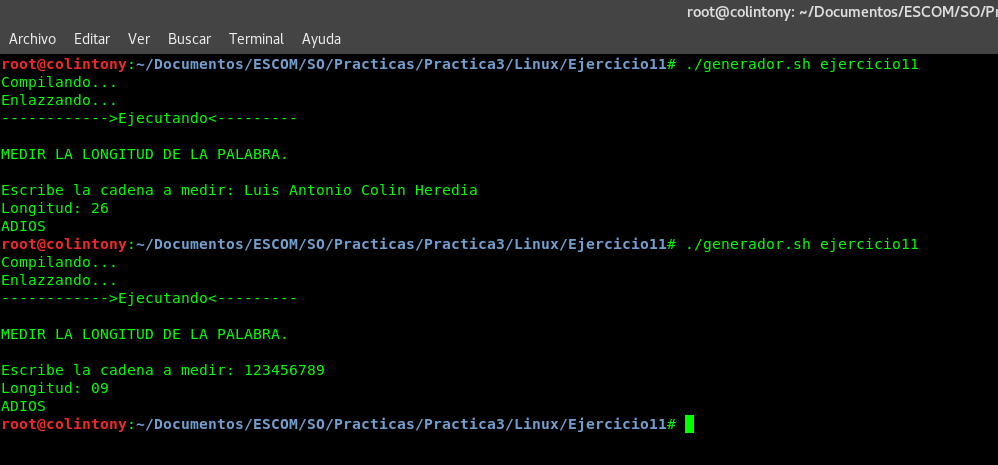 root@colintony: ~/Documentos/ESCOM/SO/Pr
Archivo Editar Ver Buscar Terminal Ayuda
root@colintony:~/Documentos/ESCOM/SO/Practicas/Practica3/Linux/Ejercicio11# ./generador.sh ejercicio11
Compilando...
Enlazzando...
------------>Ejecutando<---------
MEDIR LA LONGITUD DE LA PALABRA.
Escribe la cadena a medir: Luis Antonio Colin Heredia
Longitud: 26
ADIOS
root@colintony:~/Documentos/ESCOM/SO/Practicas/Practica3/Linux/Ejercicio11# ./generador.sh ejercicio11
Compilando...
Enlazzando...
------------>Ejecutando<---------
MEDIR LA LONGITUD DE LA PALABRA.
Escribe la cadena a medir: 123456789
Longitud: 09
ADIOS
root@colintony:~/Documentos/ESCOM/SO/Practicas/Practica3/Linux/Ejercicio11#